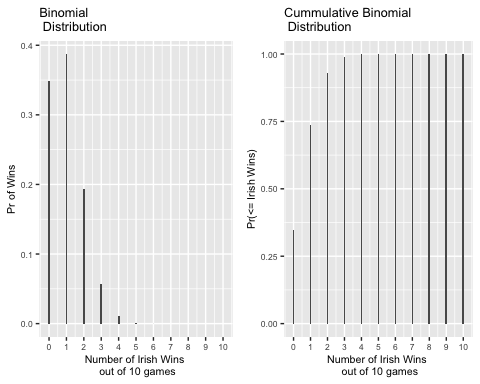 Binomial
Distribution
0.4
0.3
0.2
0.1
0.0
Pr of Wins
0 1 2 3 4 5 6 7 8 9 10
Number of Irish Wins
out of 10 games
Cummulative Binomial
Distribution
1.00
0.75
0.50
0.25
0.00
Pr(<= Irish Wins)
0 1 2 3 4 5 6 7 8 9 10
Number of Irish Wins
out of 10 games